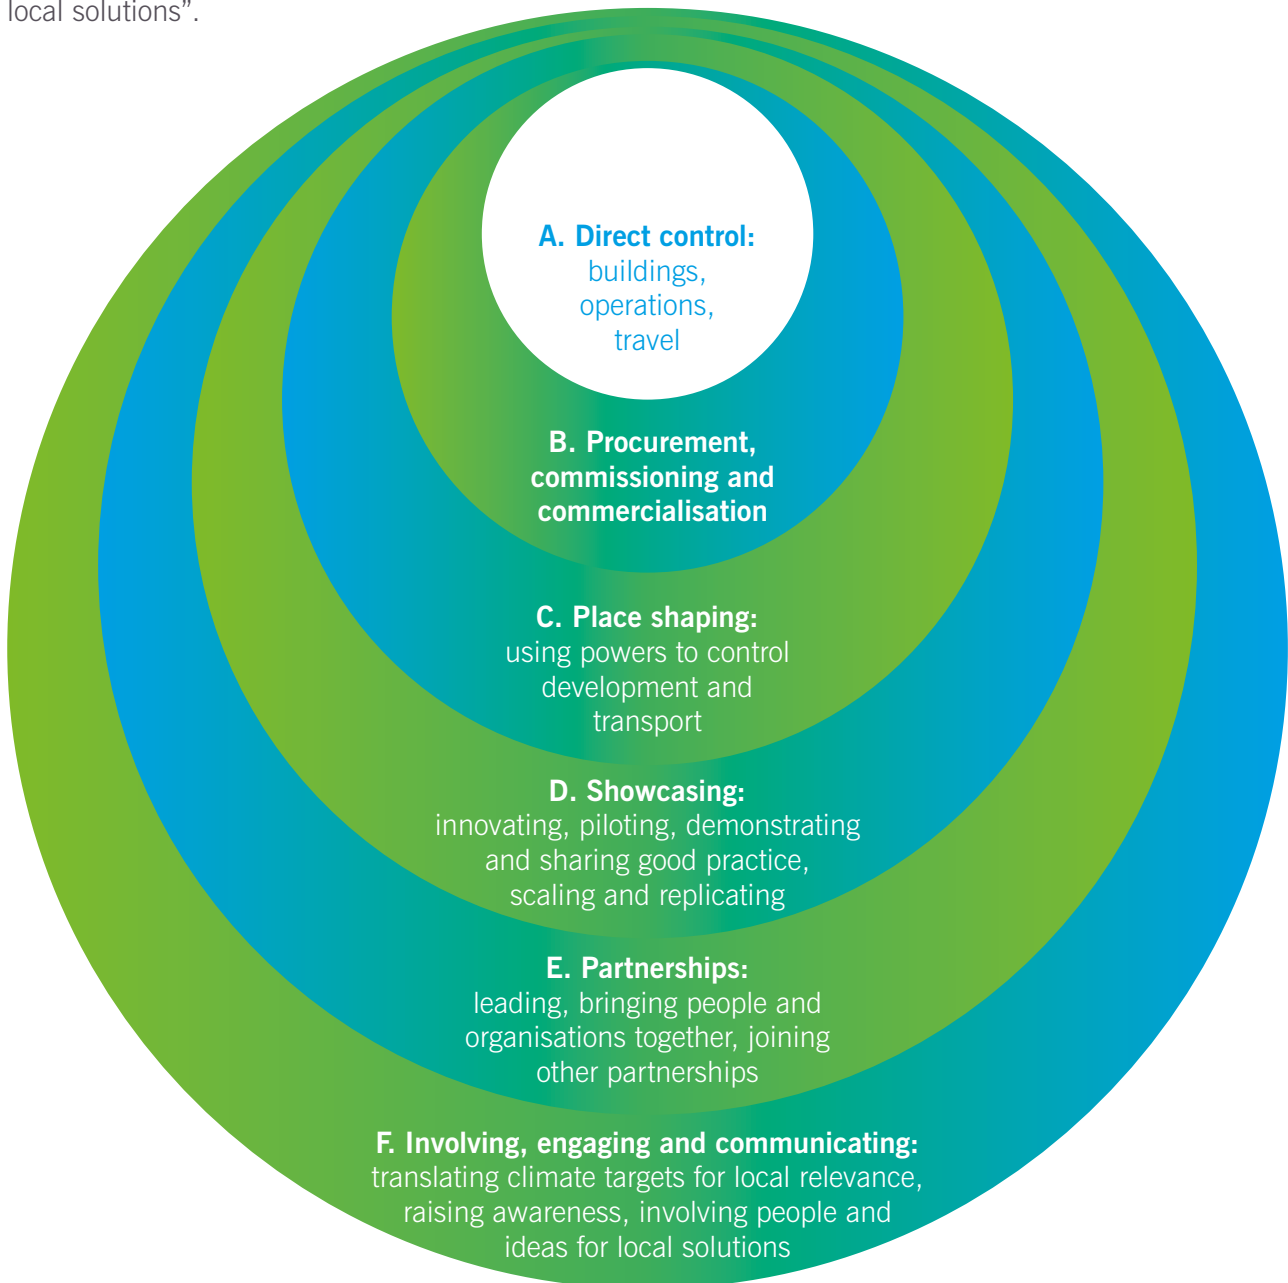 local solutions”.
A. Direct control:
buildings,
operations,
travel
B. Procurement,
commissioning and
commercialisation
C. Place shaping:
using powers to control
development and
transport
D. Showcasing:
innovating, piloting, demonstrating
and sharing good practice,
scaling and replicating
E. Partnerships:
leading, bringing people and
organisations together, joining
other partnerships
F. Involving, engaging and communicating:
translating climate targets for local relevance,
raising awareness, involving people and
ideas for local solutions